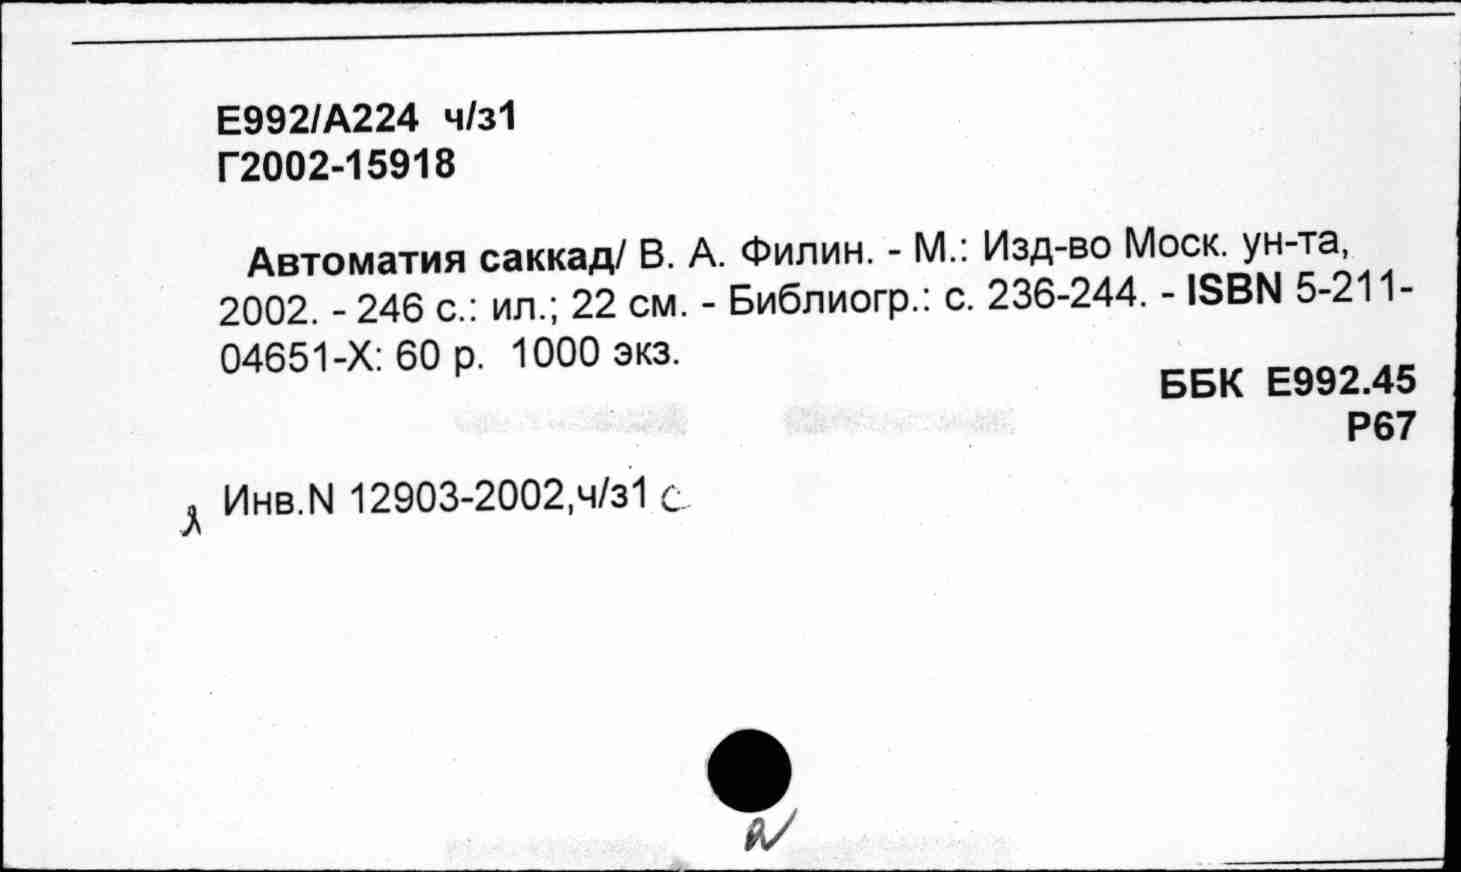 Е992/А224 ч/з1
Г2002-15918
Автоматия саккад/ В. А. Филин. - М.: Изд-во Моск. ун-та,
2002. - 246 с.: ил.; 22 см. - Библиогр.: с. 236-244. - ISBN 5-211-
04651-X: 60 р. 1000 экз.
ББК Е992.45
Р67
Инв.N 12903-2002,ч/з1 с